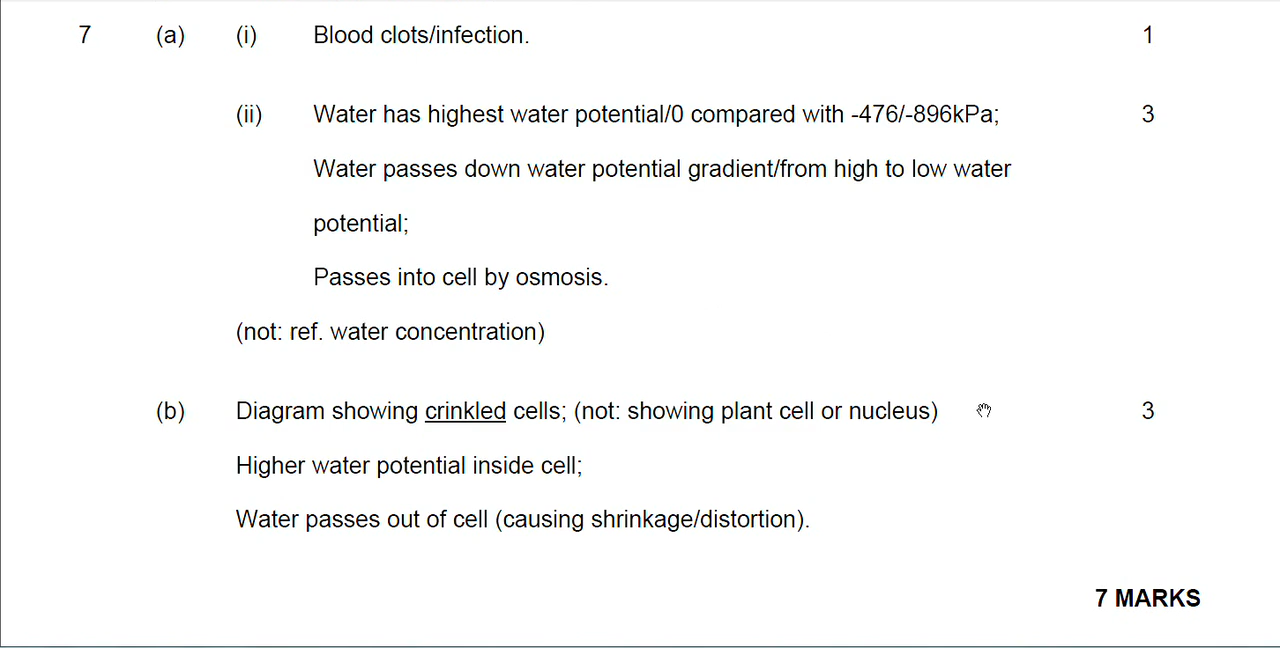 7 (a) (i) Blood clots/infection. 1
(ii) Water has highest water potential/0 compared with -476/-896kPa; 3
Water passes down water potential gradient/from high to low water
potential;
Passes into cell by osmosis.
(not: ref. water concentration)
(b) Diagram showing crinkled cells; (not: showing plant cell or nucleus) 3
Higher water potential inside cell;
Water passes out of cell (causing shrinkage/distortion).
7 MARKS